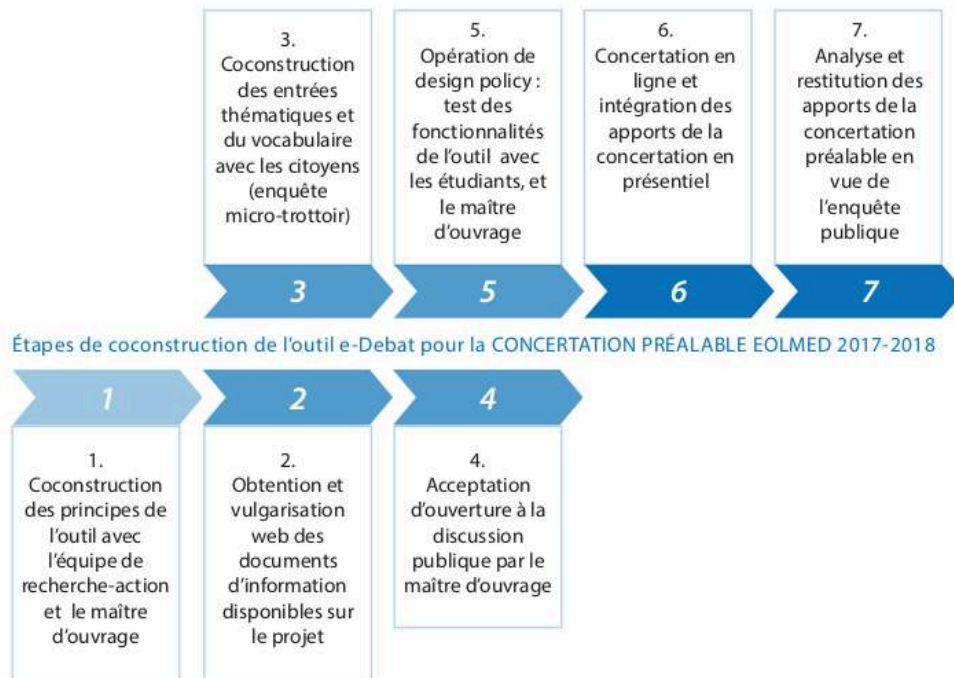 3.
Coconstruction
des entrées
thématiques et
du vocabulaire
avec les citoyens
(enquête
micro-trottoir)
5.
Opération de
design policy :
test des
fonctionnalités
de l'outil avec
les étudiants, et
le maître
d'ouvrage
6.
Concertation en
ligne et
intégration des
apports de la
concertation en
présentiel
7.
Analyse et
restitution des
apports de la
concertation
préalable en
vue de
l'enquête
publique
3
5
6
7
Étapes de coconstruction de l'outil e-Debat pour la CONCERTATION PRÉALABLE EOLMED 2017-2018
1
2
4
1.
Coconstruction
des principes de
l'outil avec
l'équipe de
recherche-action
et le maître
d'ouvrage
2.
Obtention et
vulgarisation
web des
documents
d'information
disponibles sur
le projet
4.
Acceptation
d'ouverture à la
discussion
publique par le
maître d'ouvrage